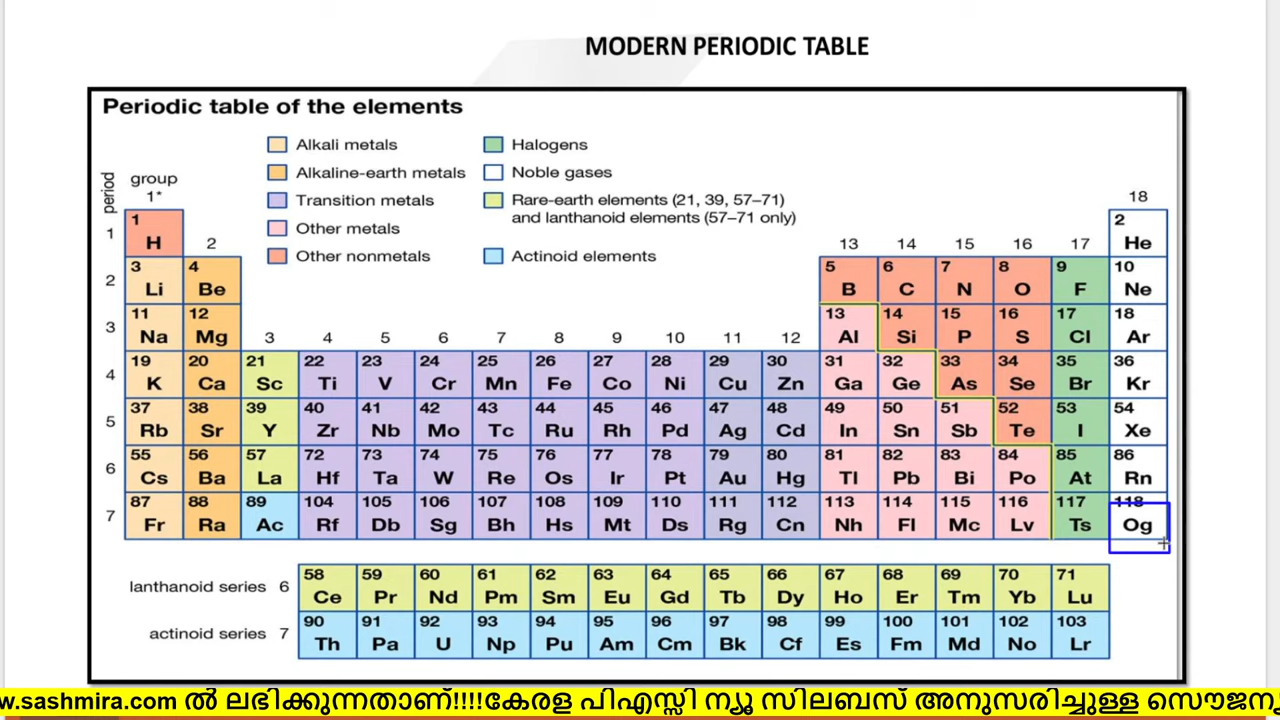 MODERN PERIODIC TABLE
Periodic table of the elements
Alkali metals
Alkaline-earth metals
Transition metals
Other metals
Other nonmetals
Halogens
Noble gases
Rare-earth elements (21, 39, 57–71)
and lanthanoid elements (57–71 only)
Actinoid elements
period
group
1* 18
1 1 2
H 2 13 14 15 16 17 He
2 3 4 5 6 7 8 9 10
Li Be B C N O F Ne
3 11 12 13 14 15 16 17 18
Na Mg 3 4 5 6 7 8 9 10 11 12 Al Si P S Cl Ar
4 19 20 21 22 23 24 25 26 27 28 29 30 31 32 33 34 35 36
K Ca Sc Ti V Cr Mn Fe Co Ni Cu Zn Ga Ge As Se Br Kr
5 37 38 39 40 41 42 43 44 45 46 47 48 49 50 51 52 53 54
Rb Sr Y Zr Nb Mo Tc Ru Rh Pd Ag Cd In Sn Sb Te I Xe
6 55 56 57 72 73 74 75 76 77 78 79 80 81 82 83 84 85 86
Cs Ba La Hf Ta W Re Os Ir Pt Au Hg Tl Pb Bi Po At Rn
7 87 88 89 104 105 106 107 108 109 110 111 112 113 114 115 116 117 118
Fr Ra Ac Rf Db Sg Bh Hs Mt Ds Rg Cn Nh Fl Mc Lv Ts Og
lanthanoid series 6 58 59 60 61 62 63 64 65 66 67 68 69 70 71
Ce Pr Nd Pm Sm Eu Gd Tb Dy Ho Er Tm Yb Lu
actinoid series 7 90 91 92 93 94 95 96 97 98 99 100 101 102 103
Th Pa U Np Pu Am Cm Bk Cf Es Fm Md No Lr
w.sashmira.com ൽ ലഭിക്കുന്നതാണ്!!!!കേരള പിഎസ്സി ന്യൂ സിലബസ് അനുസരിച്ചുള്ള സൌജന്യ